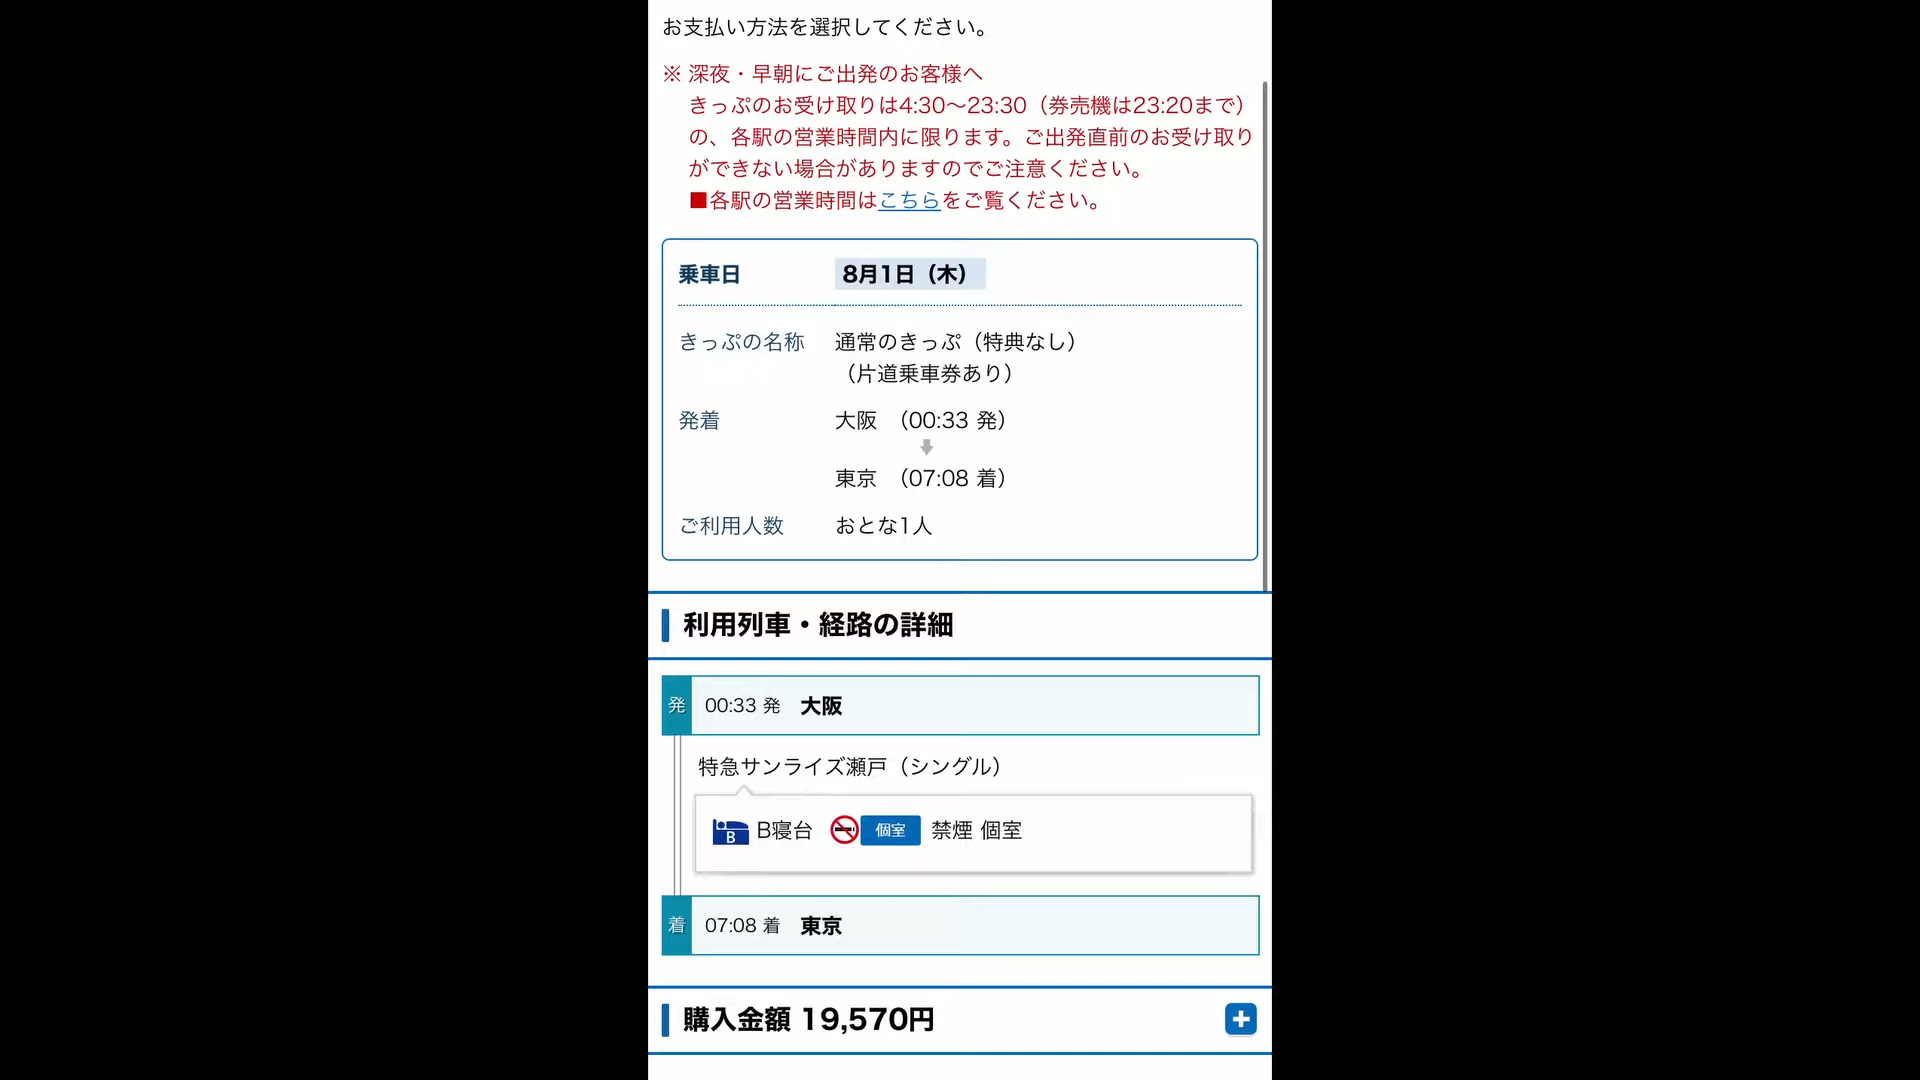 お支払い方法を選択してください。
※ 深夜・早朝にご出発のお客様へ
きっぷのお受け取りは4:30〜23:30（券売機は23:20まで）
の、各駅の営業時間内に限ります。ご出発直前のお受け取り
ができない場合がありますのでご注意ください。
■各駅の営業時間はこちらをご覧ください。
乗車日 8月1日（木）
きっぷの名称 通常のきっぷ（特典なし）
（片道乗車券あり）
発着 大阪 （00:33 発）
東京 （07:08 着）
ご利用人数 おとな1人
利用列車・経路の詳細
発 00:33 発 大阪
特急サンライズ瀬戸（シングル）
B B寝台 個室 禁煙 個室
着 07:08 着 東京
購入金額 19,570円